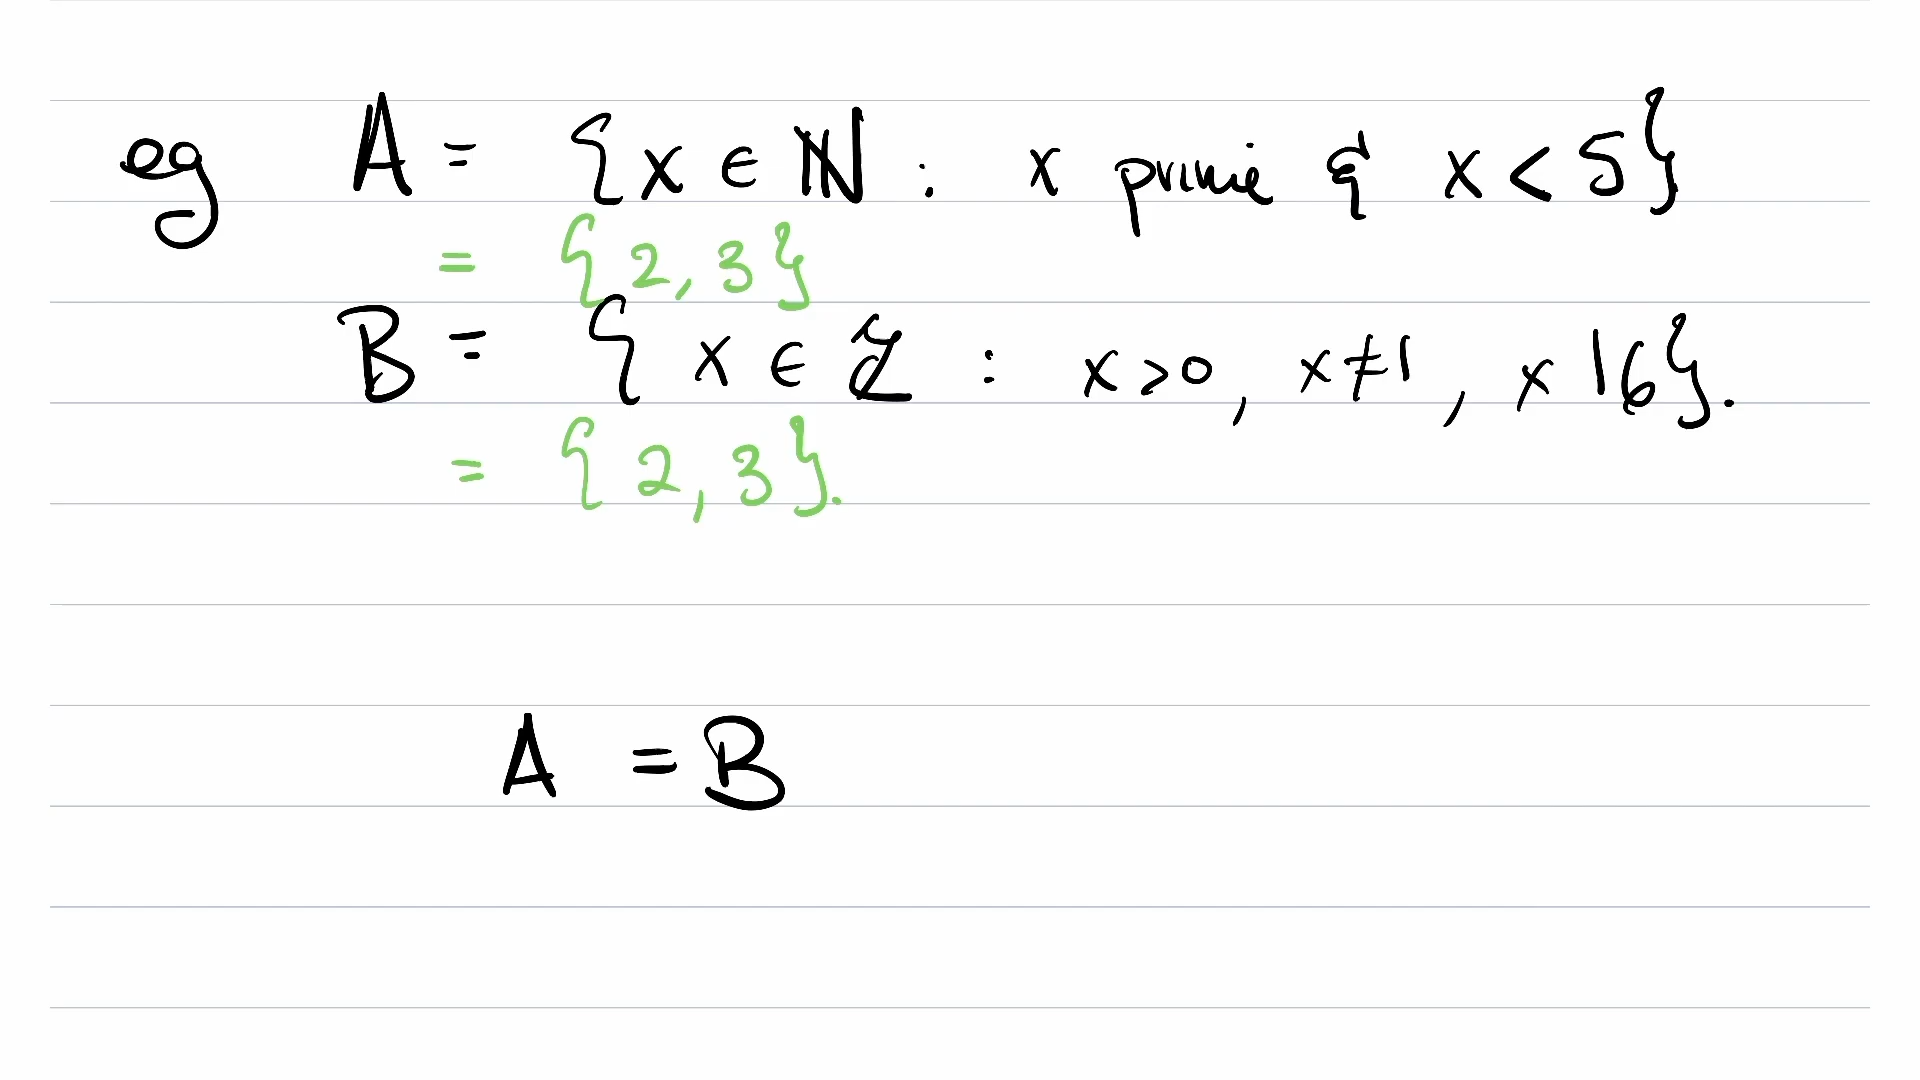 eg A = {x ∈ ℕ : x prime & x < 5}
= {2, 3}
B = {x ∈ ℤ : x > 0, x ≠ 1, x | 6}.
= {2, 3}.
A = B